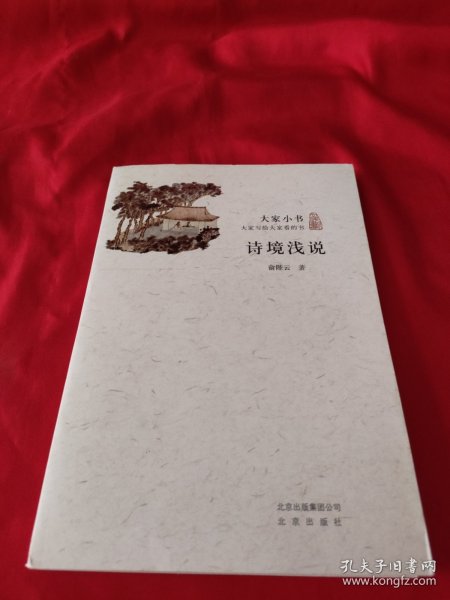 大家小书
大家写给大家看的书
诗境浅说
俞陛云 著
北京出版集团公司
北京出版社
孔夫子旧书网
www.kongfz.com